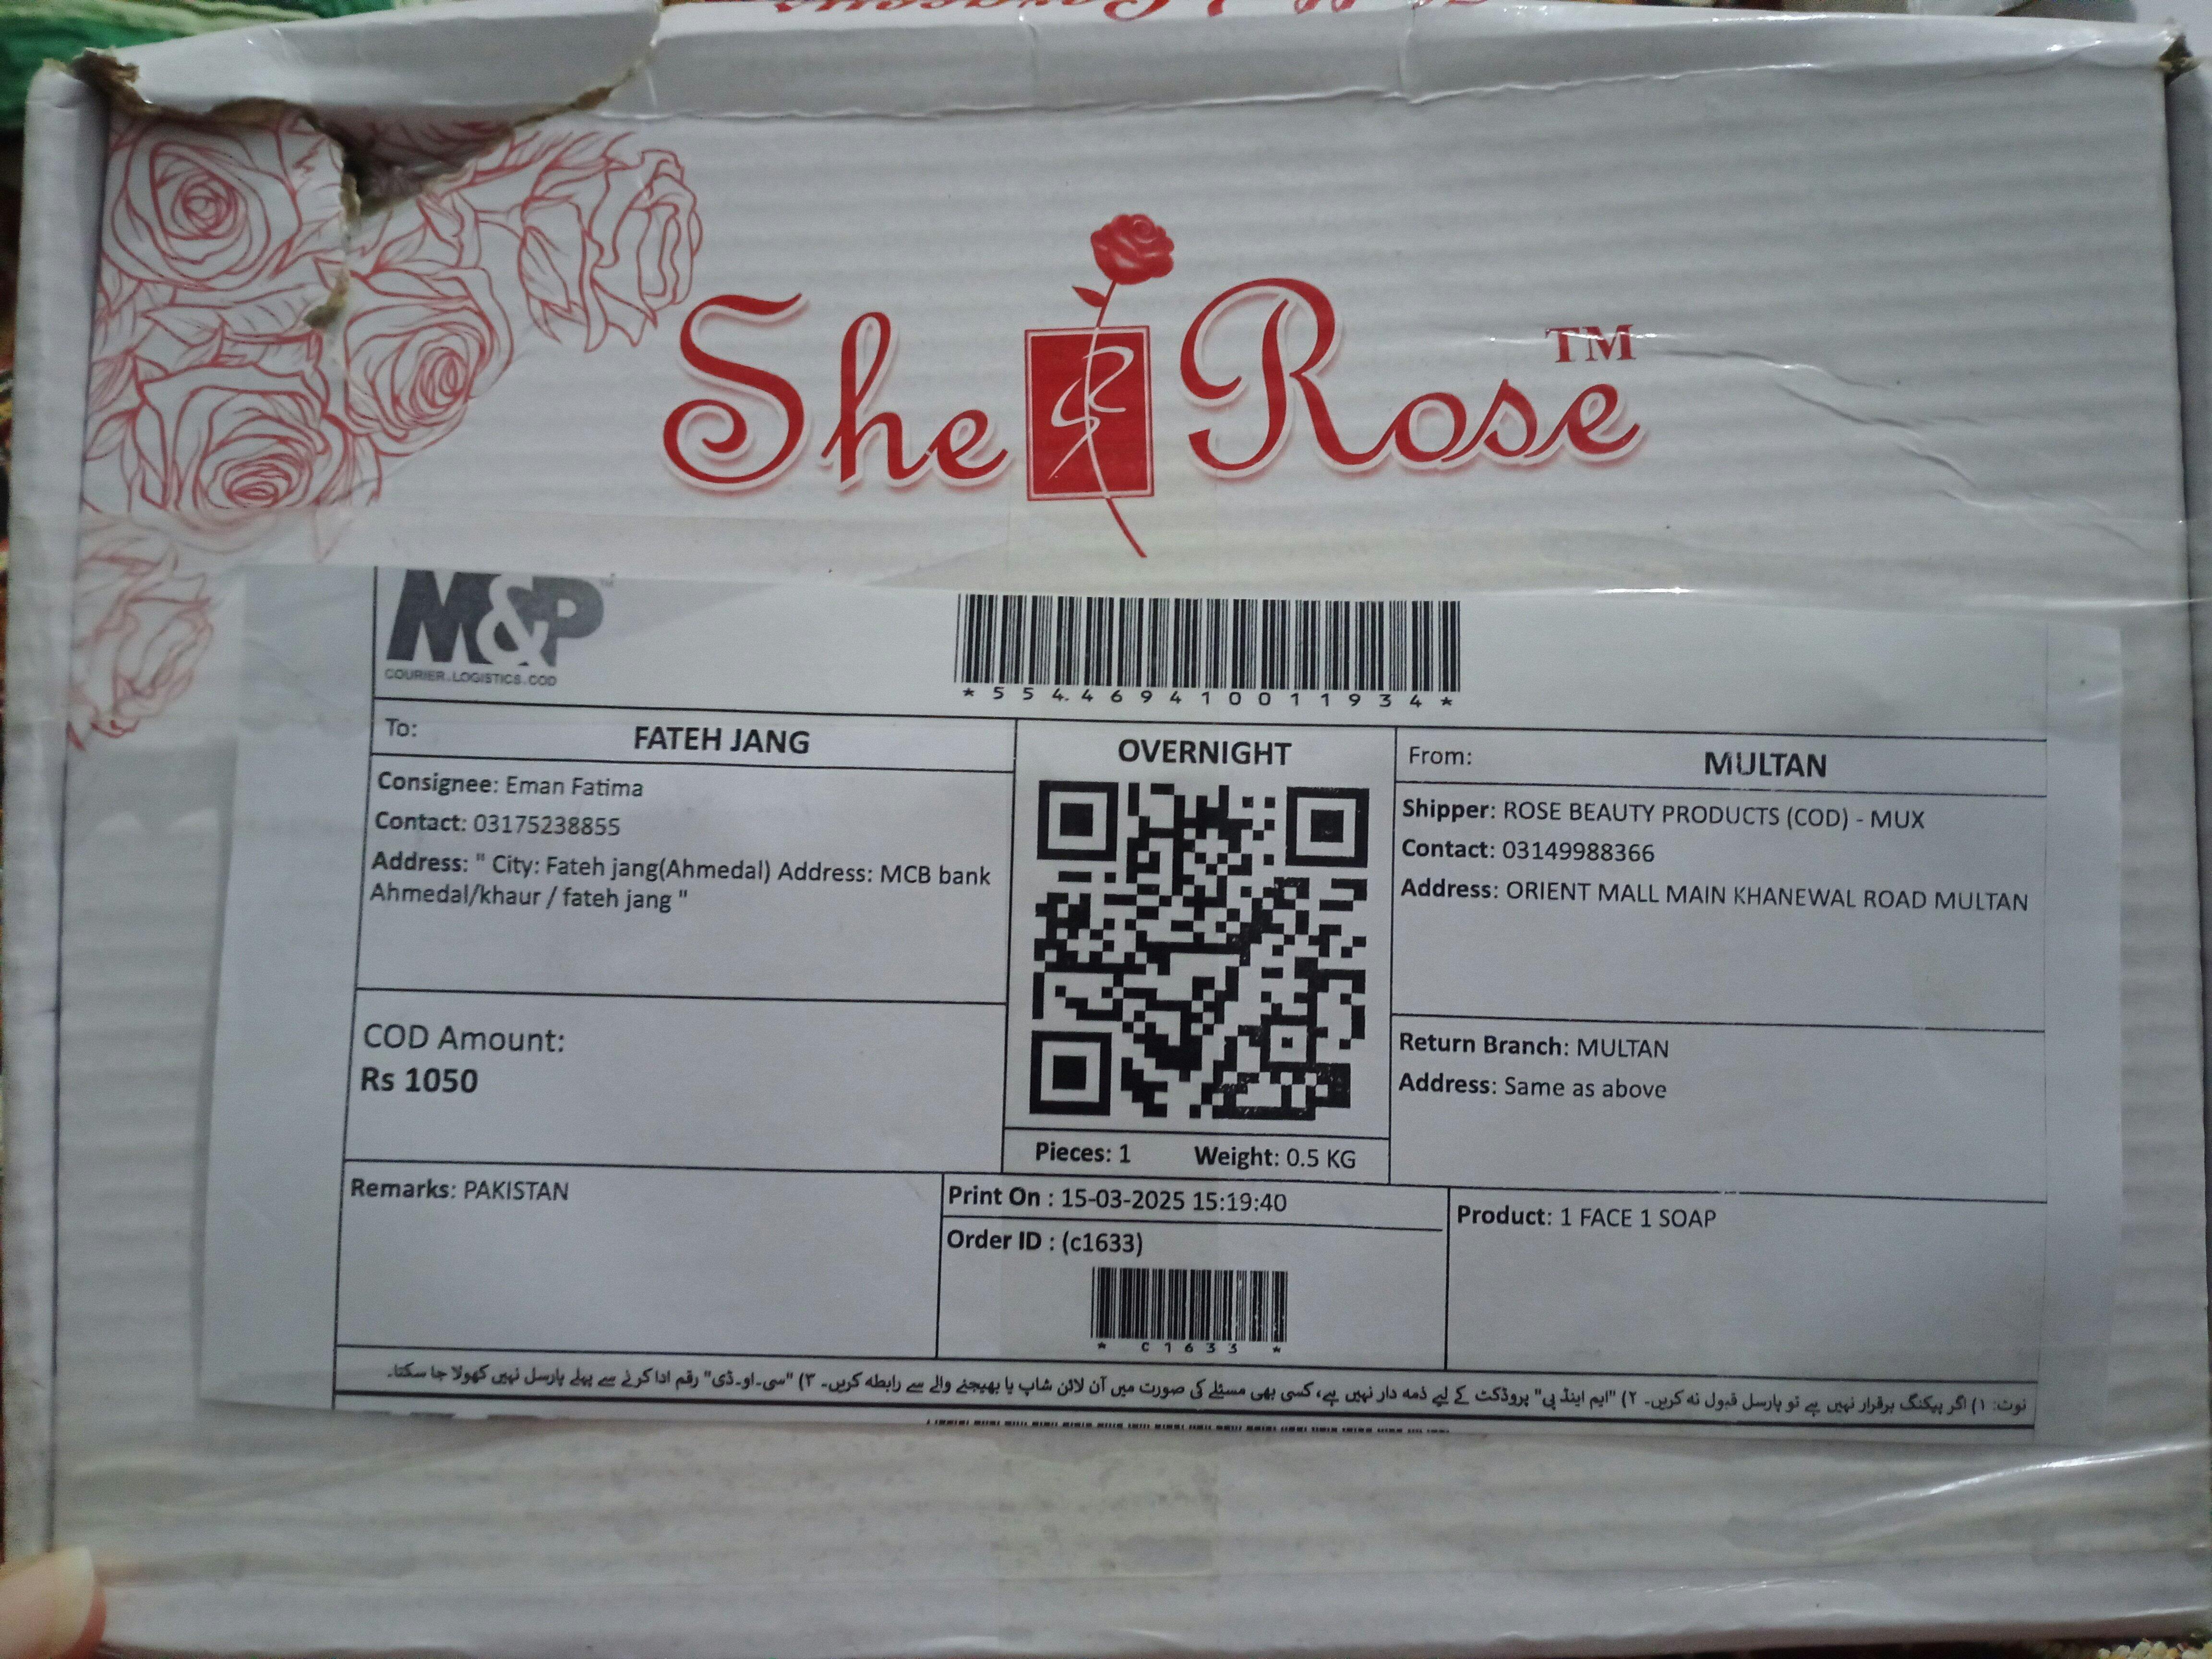 She Rose TM
M&P
COURIER.LOGISTICS.COD
*554469410011934*
To: FATEH JANG
Consignee: Eman Fatima
Contact: 03175238855
Address: " City: Fateh jang(Ahmedal) Address: MCB bank
Ahmedal/khaur / fateh jang "
COD Amount:
Rs 1050
OVERNIGHT
Pieces: 1 Weight: 0.5 KG
From: MULTAN
Shipper: ROSE BEAUTY PRODUCTS (COD) - MUX
Contact: 03149988366
Address: ORIENT MALL MAIN KHANEWAL ROAD MULTAN
Return Branch: MULTAN
Address: Same as above
Remarks: PAKISTAN
Print On : 15-03-2025 15:19:40
Order ID : (c1633)
* C1633 *
Product: 1 FACE 1 SOAP
نوٹ: ۱) اگر پیکنگ برقرار نہیں ہے تو پارسل قبول نہ کریں۔ ۲) "ایم اینڈ پی" پروڈکٹ کے لیے ذمہ دار نہیں ہے، کسی بھی مسئلے کی صورت میں آن لائن شاپ یا بھیجنے والے سے رابطہ کریں۔ ۳) "سی۔او۔ڈی" رقم ادا کرنے سے پہلے پارسل نہیں کھولا جا سکتا۔